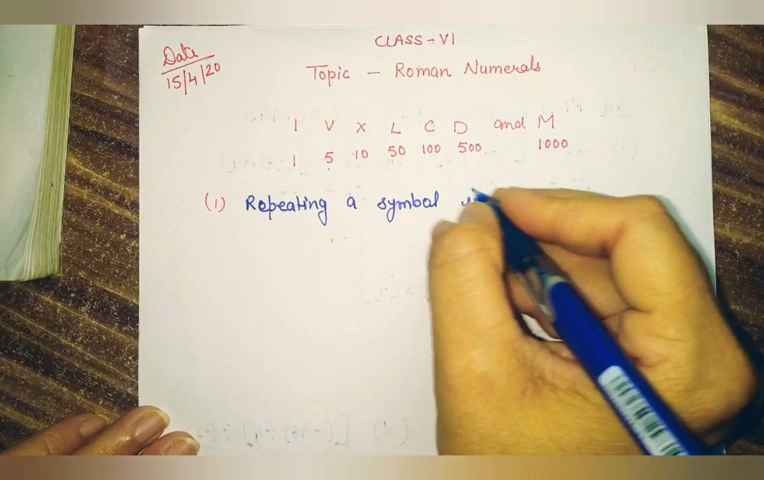 CLASS-VI
Date
15/4/20
Topic - Roman Numerals
I V X L C D and M
1 5 10 50 100 500 1000
(1) Repeating a symbol